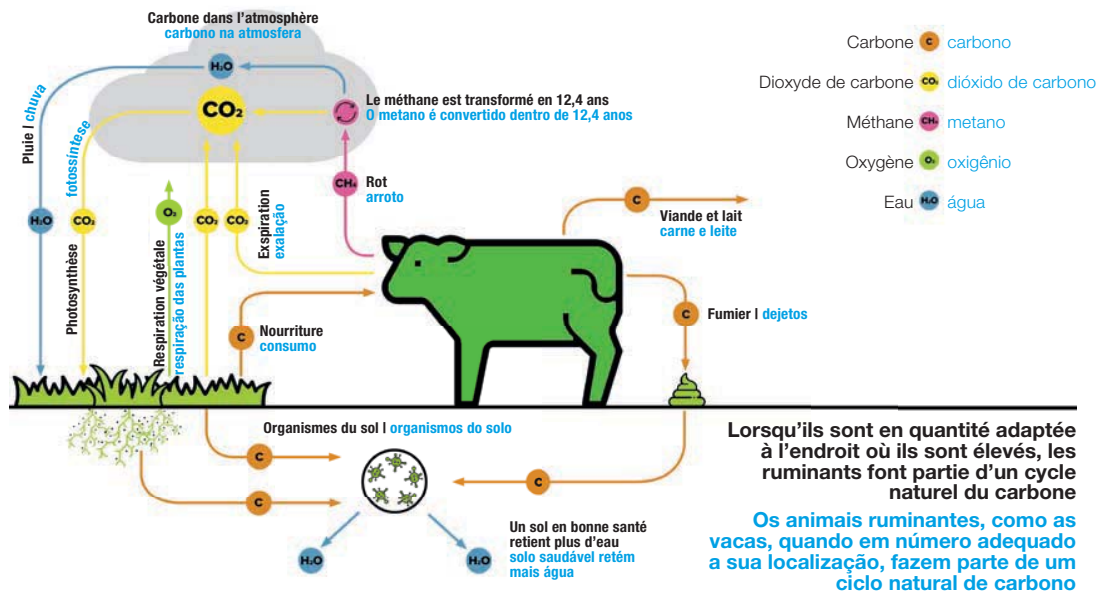 Carbone dans l'atmosphère
carbono na atmosfera
H₂O
CO₂
Le méthane est transformé en 12,4 ans
O metano é convertido dentro de 12,4 anos
Pluie | chuva
fotossíntese
Photosynthèse
H₂O
CO₂
O₂
Respiration végétale
respiração das plantas
CO₂
CO₂
Exspiration
exalação
CH₄
Rot
arroto
C
Nourriture
consumo
C
Viande et lait
carne e leite
C
Fumier | dejetos
Carbone C carbono
Dioxyde de carbone CO₂ dióxido de carbono
Méthane CH₄ metano
Oxygène O₂ oxigênio
Eau H₂O água
Organismes du sol | organismos do solo
C
C
C
H₂O
H₂O
Un sol en bonne santé
retient plus d'eau
solo saudável retém
mais água
Lorsqu'ils sont en quantité adaptée
à l'endroit où ils sont élevés, les
ruminants font partie d'un cycle
naturel du carbone
Os animais ruminantes, como as
vacas, quando em número adequado
a sua localização, fazem parte de um
ciclo natural de carbono